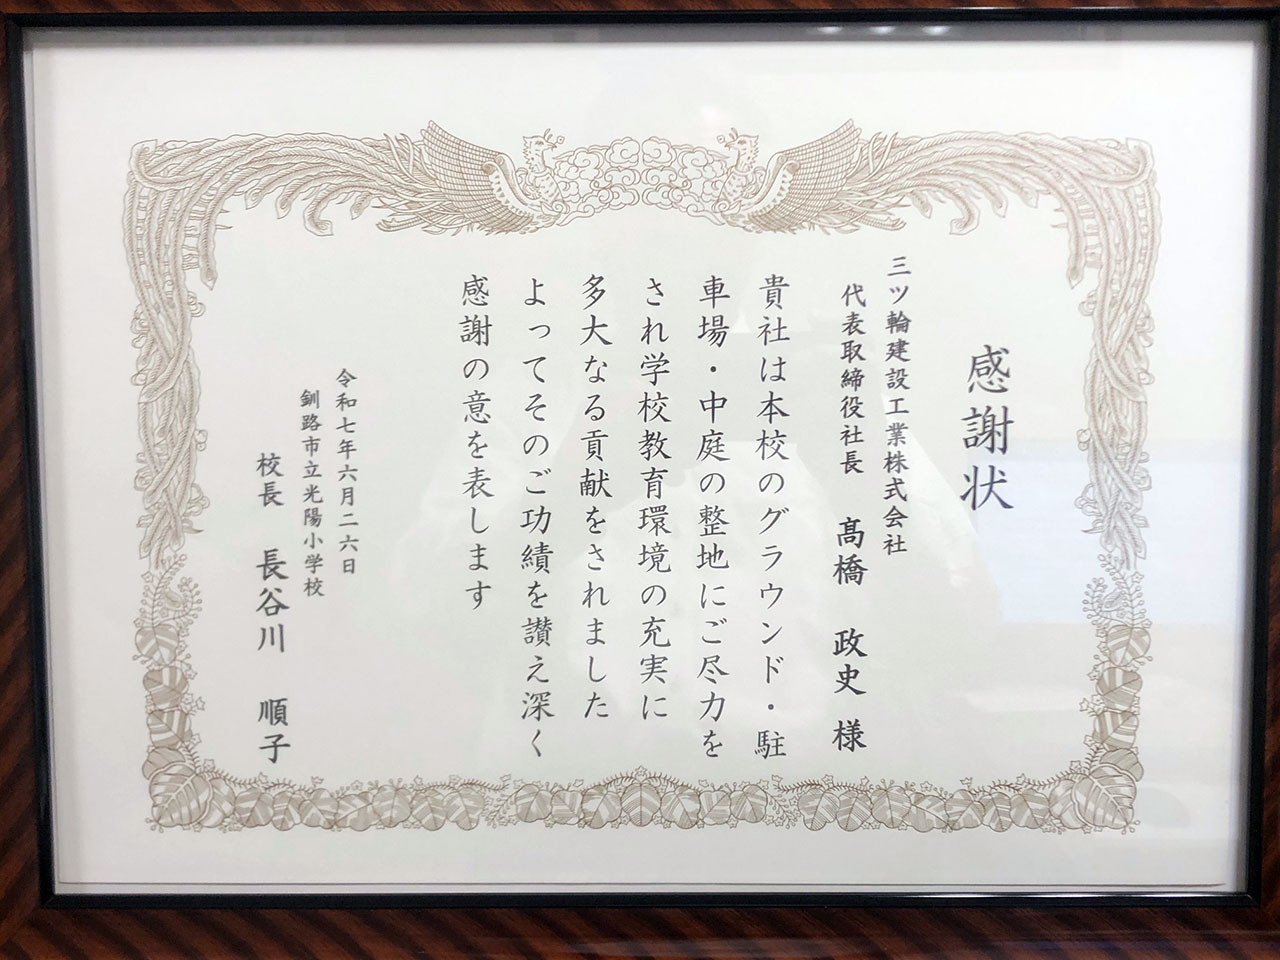 感謝状
三ツ輪建設工業株式会社
代表取締役社長　髙橋　政史　様
貴社は本校のグラウンド・駐
車場・中庭の整地にご尽力を
され学校教育環境の充実に
多大なる貢献をされました
よってそのご功績を讃え深く
感謝の意を表します
令和七年六月二六日
釧路市立光陽小学校
校長　長谷川　順子